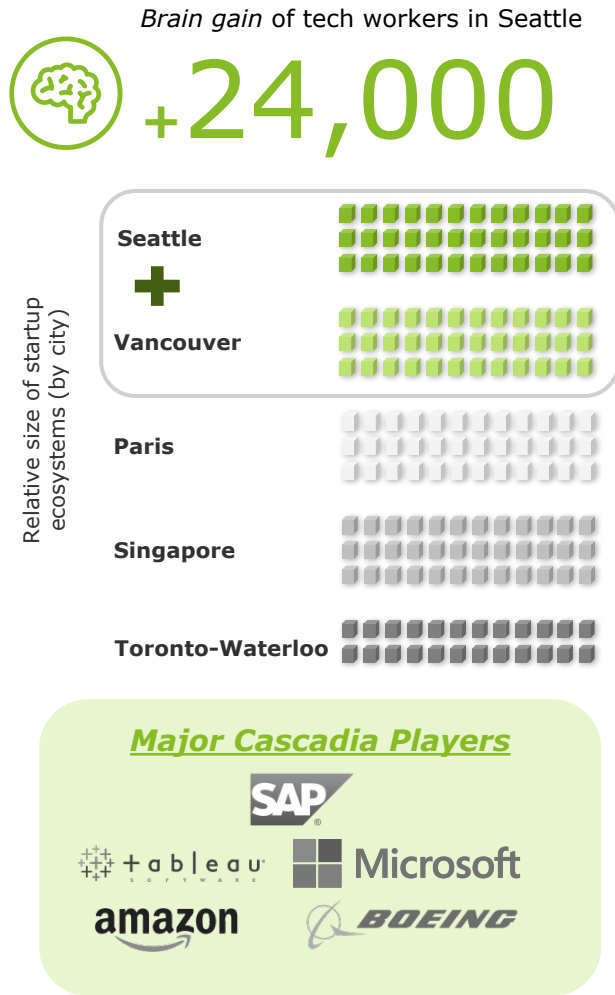 Brain gain of tech workers in Seattle
+24,000
Relative size of startup
ecosystems (by city)
Seattle
Vancouver
Paris
Singapore
Toronto-Waterloo
Major Cascadia Players
SAP®
+ableau
SOFTWARE
Microsoft
amazon
BOEING